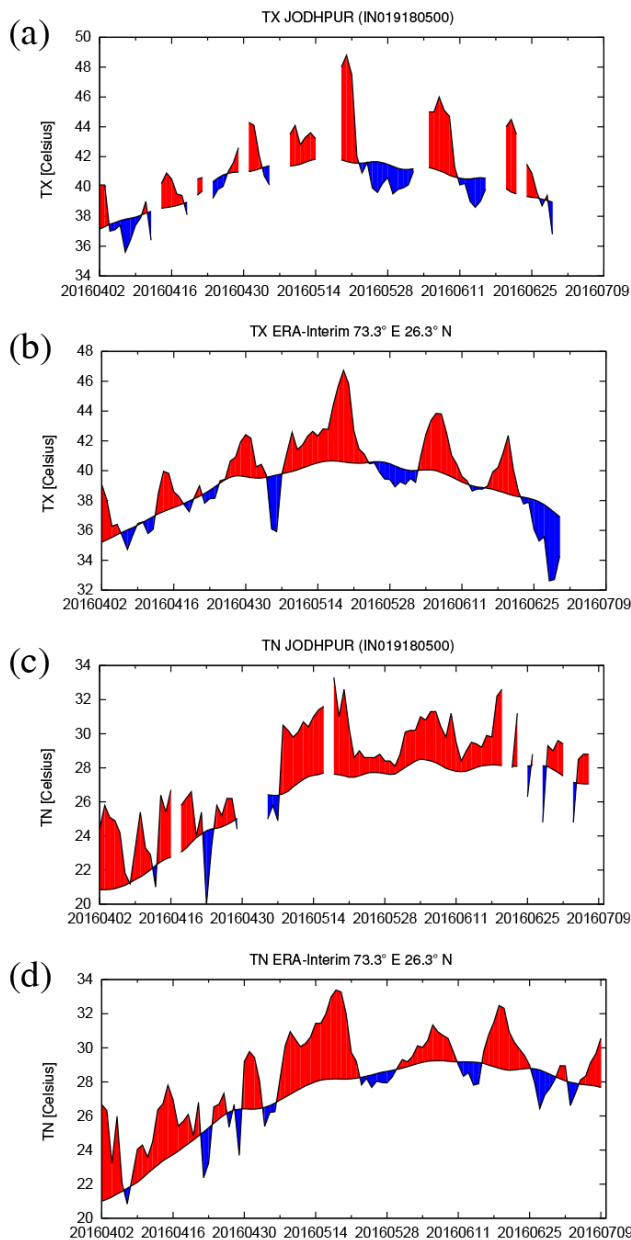 (a)
TX JODHPUR (IN019180500)
TX [Celsius]
50
48
46
44
42
40
38
36
34
20160402 20160416 20160430 20160514 20160528 20160611 20160625 20160709
(b)
TX ERA-Interim 73.3° E 26.3° N
TX [Celsius]
48
46
44
42
40
38
36
34
32
20160402 20160416 20160430 20160514 20160528 20160611 20160625 20160709
(c)
TN JODHPUR (IN019180500)
TN [Celsius]
34
32
30
28
26
24
22
20
20160402 20160416 20160430 20160514 20160528 20160611 20160625 20160709
(d)
TN ERA-Interim 73.3° E 26.3° N
TN [Celsius]
34
32
30
28
26
24
22
20
20160402 20160416 20160430 20160514 20160528 20160611 20160625 20160709